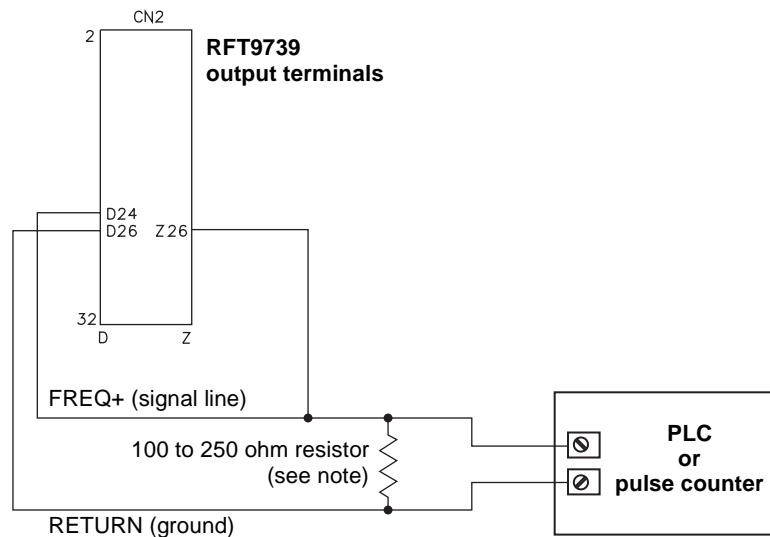 CN2
2
RFT9739
output terminals
D24
D26
Z26
32
D
Z
FREQ+ (signal line)
100 to 250 ohm resistor
(see note)
RETURN (ground)
PLC
or
pulse counter